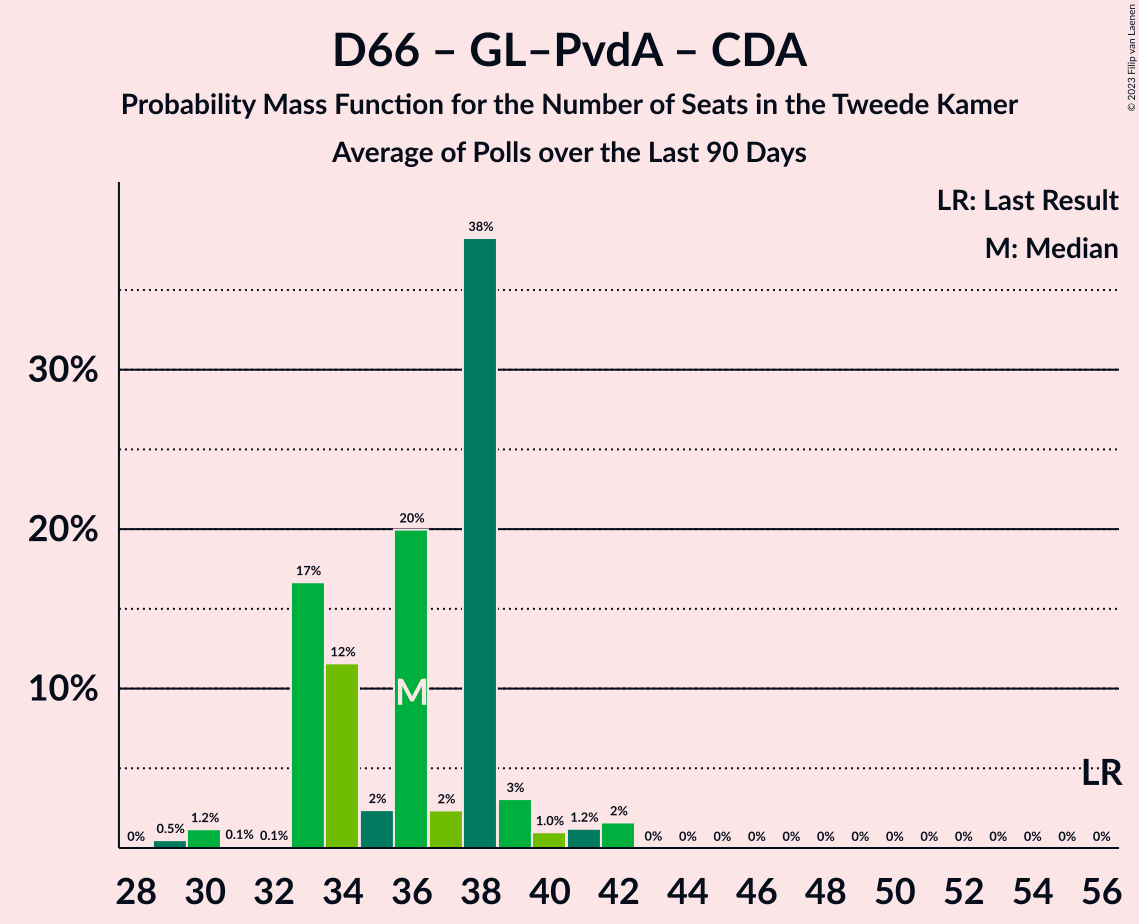 D66 – GL–PvdA – CDA
Probability Mass Function for the Number of Seats in the Tweede Kamer
Average of Polls over the Last 90 Days
© 2023 Filip van Laenen
LR: Last Result
M: Median
38%
30%
20%
20%
17%
12%
10%
M
LR
0% 0.5% 1.2% 0.1% 0.1% 2% 2% 3% 1.0% 1.2% 2% 0% 0% 0% 0% 0% 0% 0% 0% 0% 0% 0% 0% 0% 0%
28 30 32 34 36 38 40 42 44 46 48 50 52 54 56